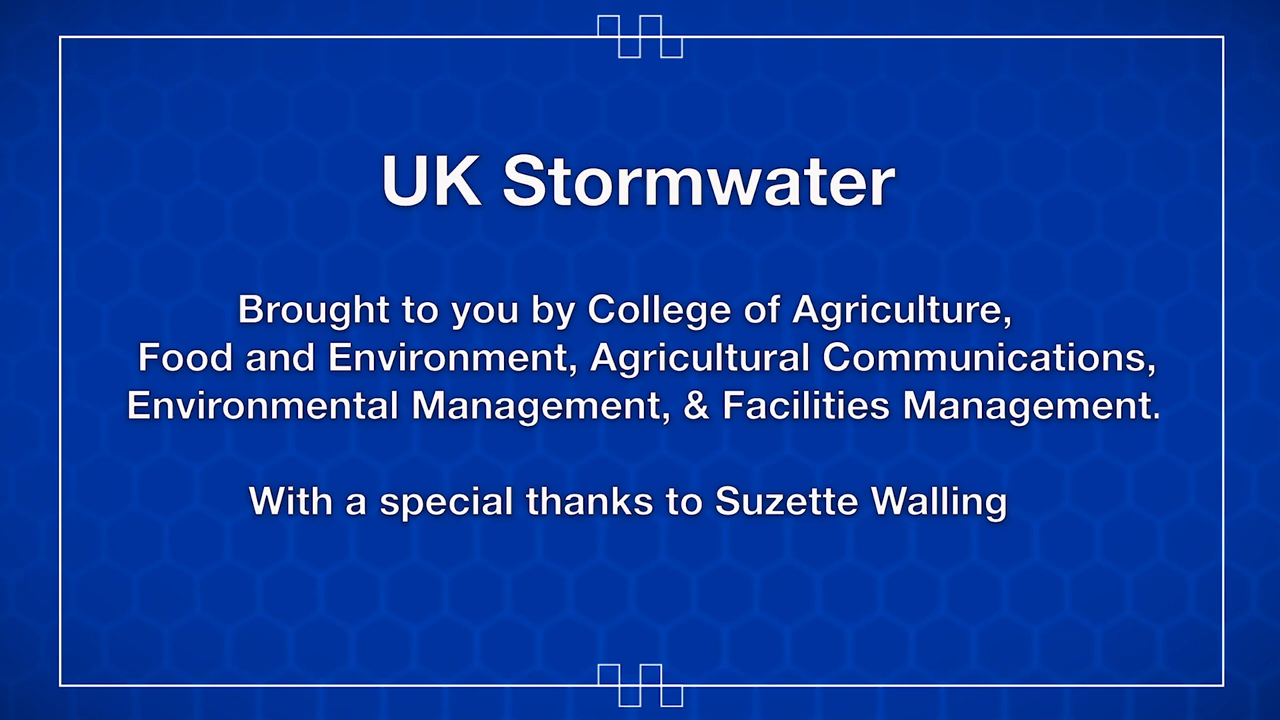 UK Stormwater
Brought to you by College of Agriculture,
Food and Environment, Agricultural Communications,
Environmental Management, & Facilities Management.
With a special thanks to Suzette Walling